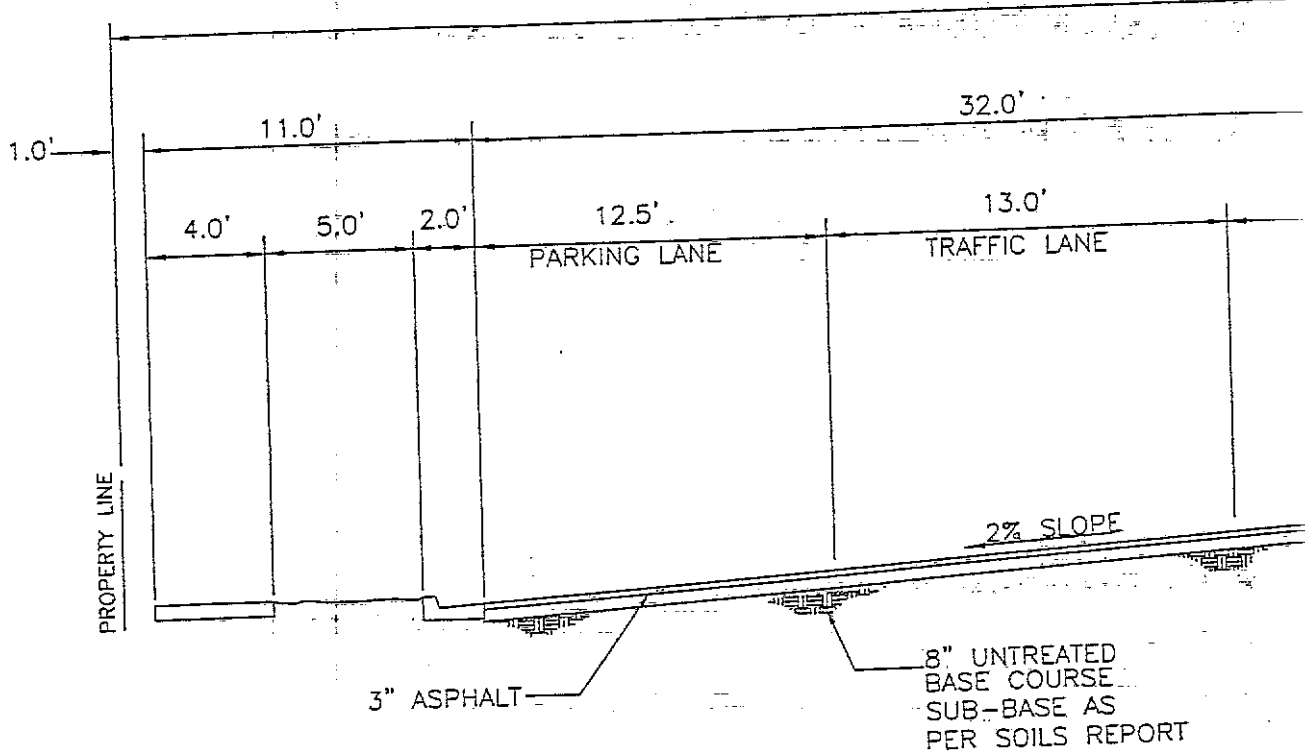 32.0'
11.0'
1.0'
4.0'
5.0'
2.0'
12.5'
13.0'
PARKING LANE
TRAFFIC LANE
PROPERTY LINE
2% SLOPE
3" ASPHALT
8" UNTREATED
BASE COURSE
SUB-BASE AS
PER SOILS REPORT